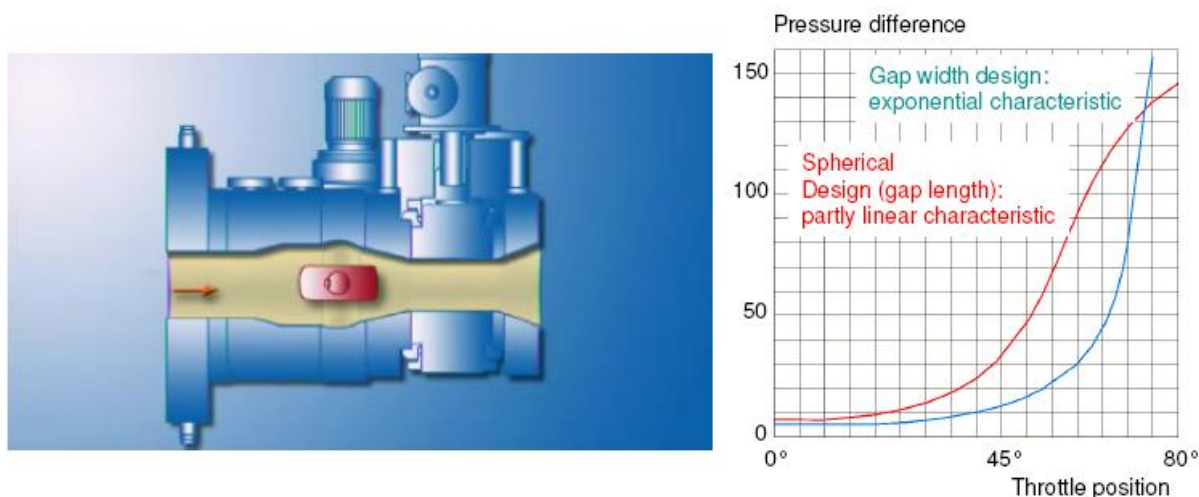 Pressure difference
150
Gap width design:
exponential characteristic
Spherical
Design (gap length):
partly linear characteristic
100
50
0
0°
45°
80°
Throttle position